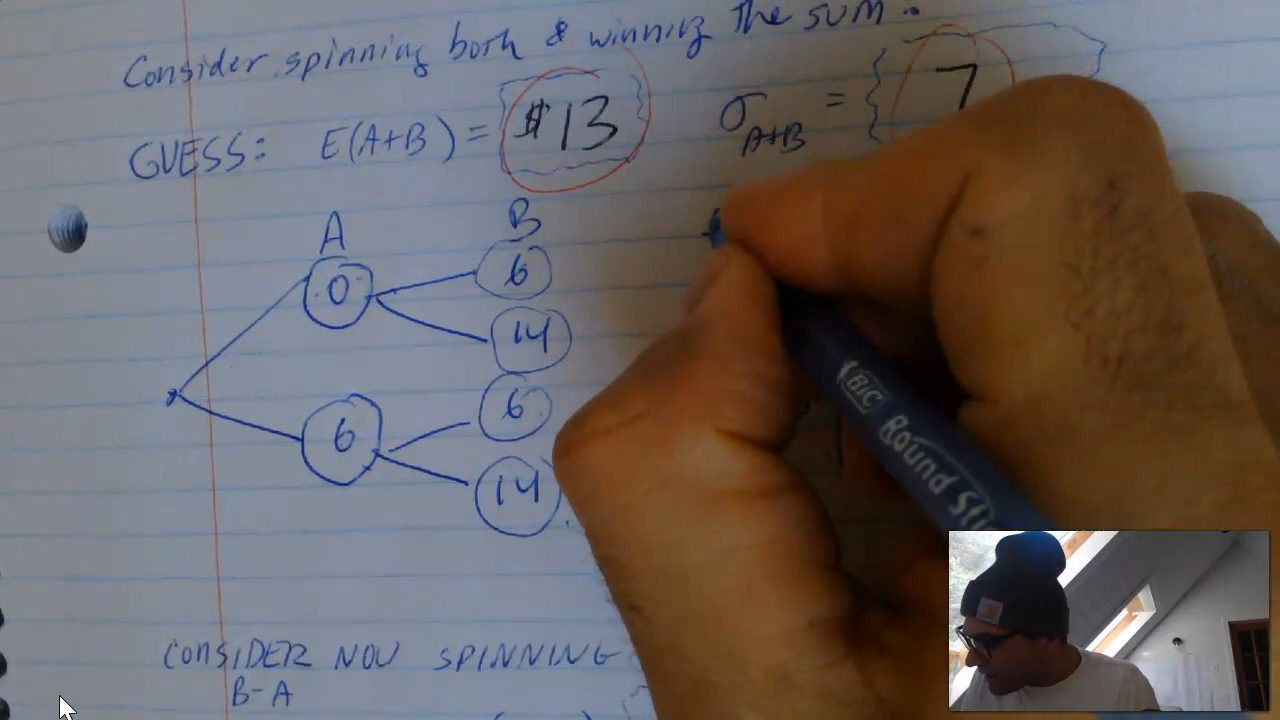 Consider spinning both & winning the sum.
GUESS: E(A+B) = $13 σ A+B = 7
A B
0 6
14
6 6
14
BIC Round Stic
CONSIDER NOW SPINNING
B-A